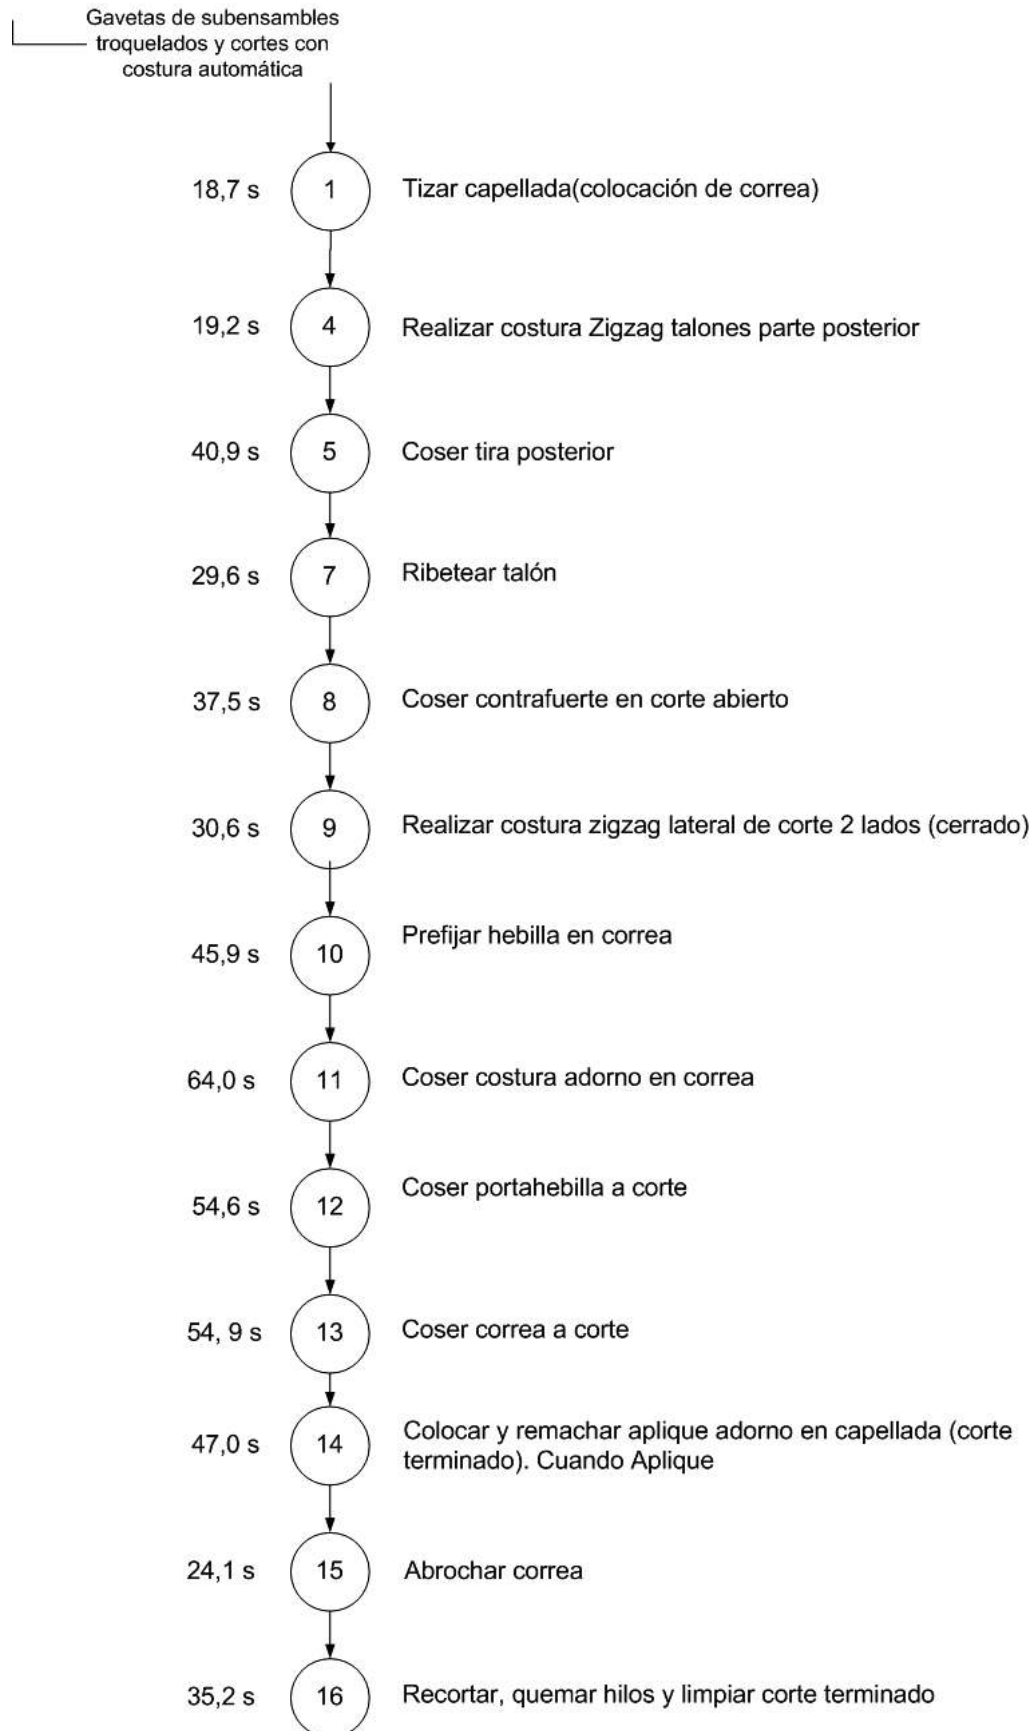 Gavetas de subensambles
troquelados y cortes con
costura automática
18,7 s 1 Tizar capellada(colocación de correa)
19,2 s 4 Realizar costura Zigzag talones parte posterior
40,9 s 5 Coser tira posterior
29,6 s 7 Ribetear talón
37,5 s 8 Coser contrafuerte en corte abierto
30,6 s 9 Realizar costura zigzag lateral de corte 2 lados (cerrado)
45,9 s 10 Prefijar hebilla en correa
64,0 s 11 Coser costura adorno en correa
54,6 s 12 Coser portahebilla a corte
54, 9 s 13 Coser correa a corte
47,0 s 14 Colocar y remachar aplique adorno en capellada (corte
terminado). Cuando Aplique
24,1 s 15 Abrochar correa
35,2 s 16 Recortar, quemar hilos y limpiar corte terminado